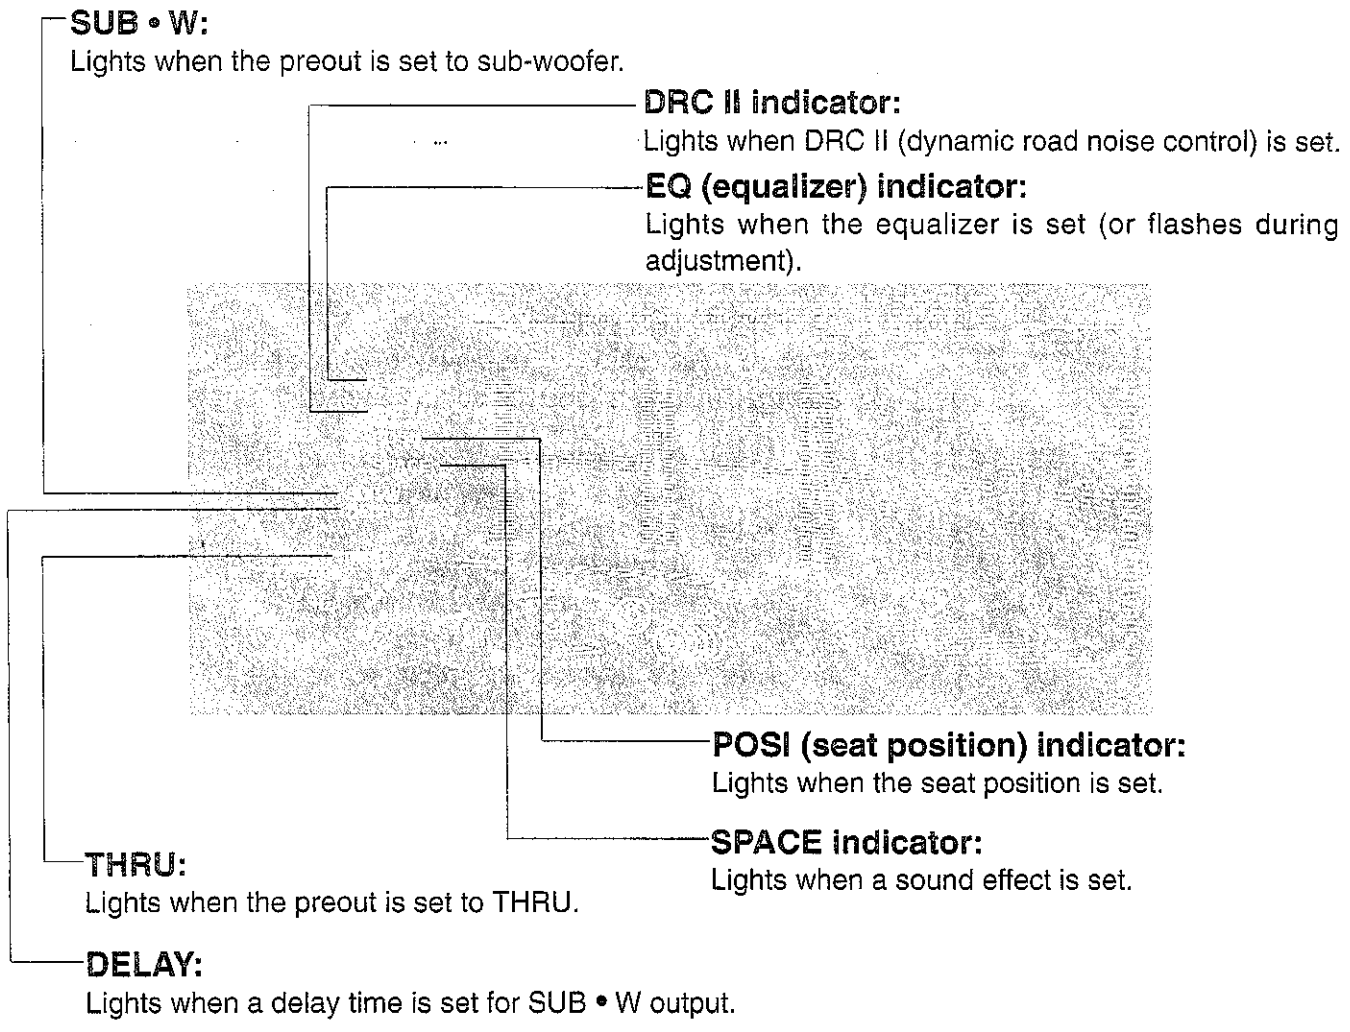 SUB • W:
Lights when the preout is set to sub-woofer.
DRC II indicator:
Lights when DRC II (dynamic road noise control) is set.
EQ (equalizer) indicator:
Lights when the equalizer is set (or flashes during
adjustment).
POSI (seat position) indicator:
Lights when the seat position is set.
SPACE indicator:
Lights when a sound effect is set.
THRU:
Lights when the preout is set to THRU.
DELAY:
Lights when a delay time is set for SUB • W output.